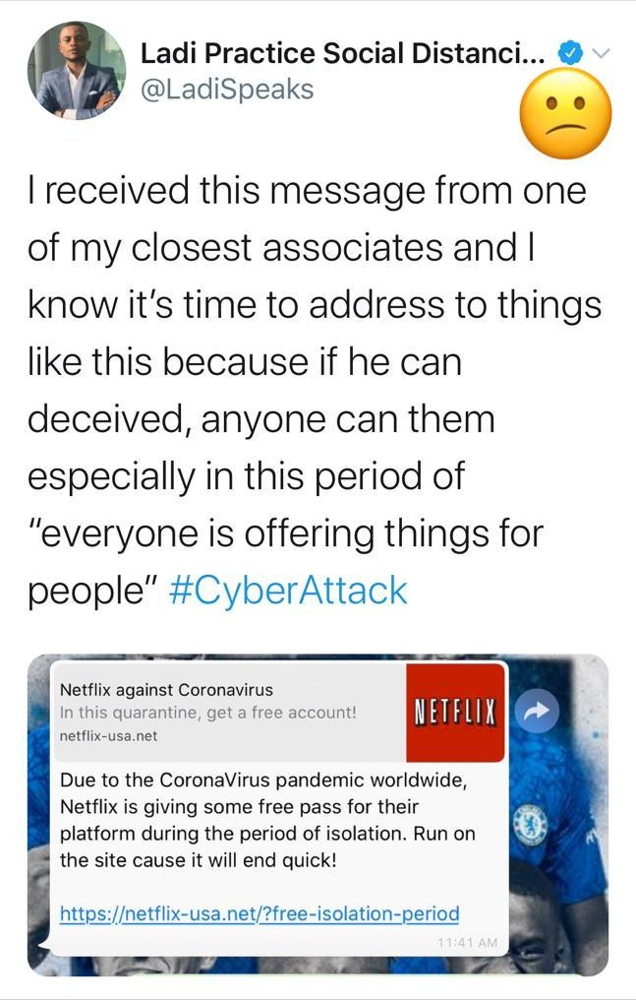 Ladi Practice Social Distanci...
@LadiSpeaks
I received this message from one
of my closest associates and I
know it’s time to address to things
like this because if he can
deceived, anyone can them
especially in this period of
“everyone is offering things for
people” #CyberAttack
Netflix against Coronavirus
In this quarantine, get a free account!
netflix-usa.net
NETFLIX
Due to the CoronaVirus pandemic worldwide,
Netflix is giving some free pass for their
platform during the period of isolation. Run on
the site cause it will end quick!
https://netflix-usa.net/?free-isolation-period
11:41 AM